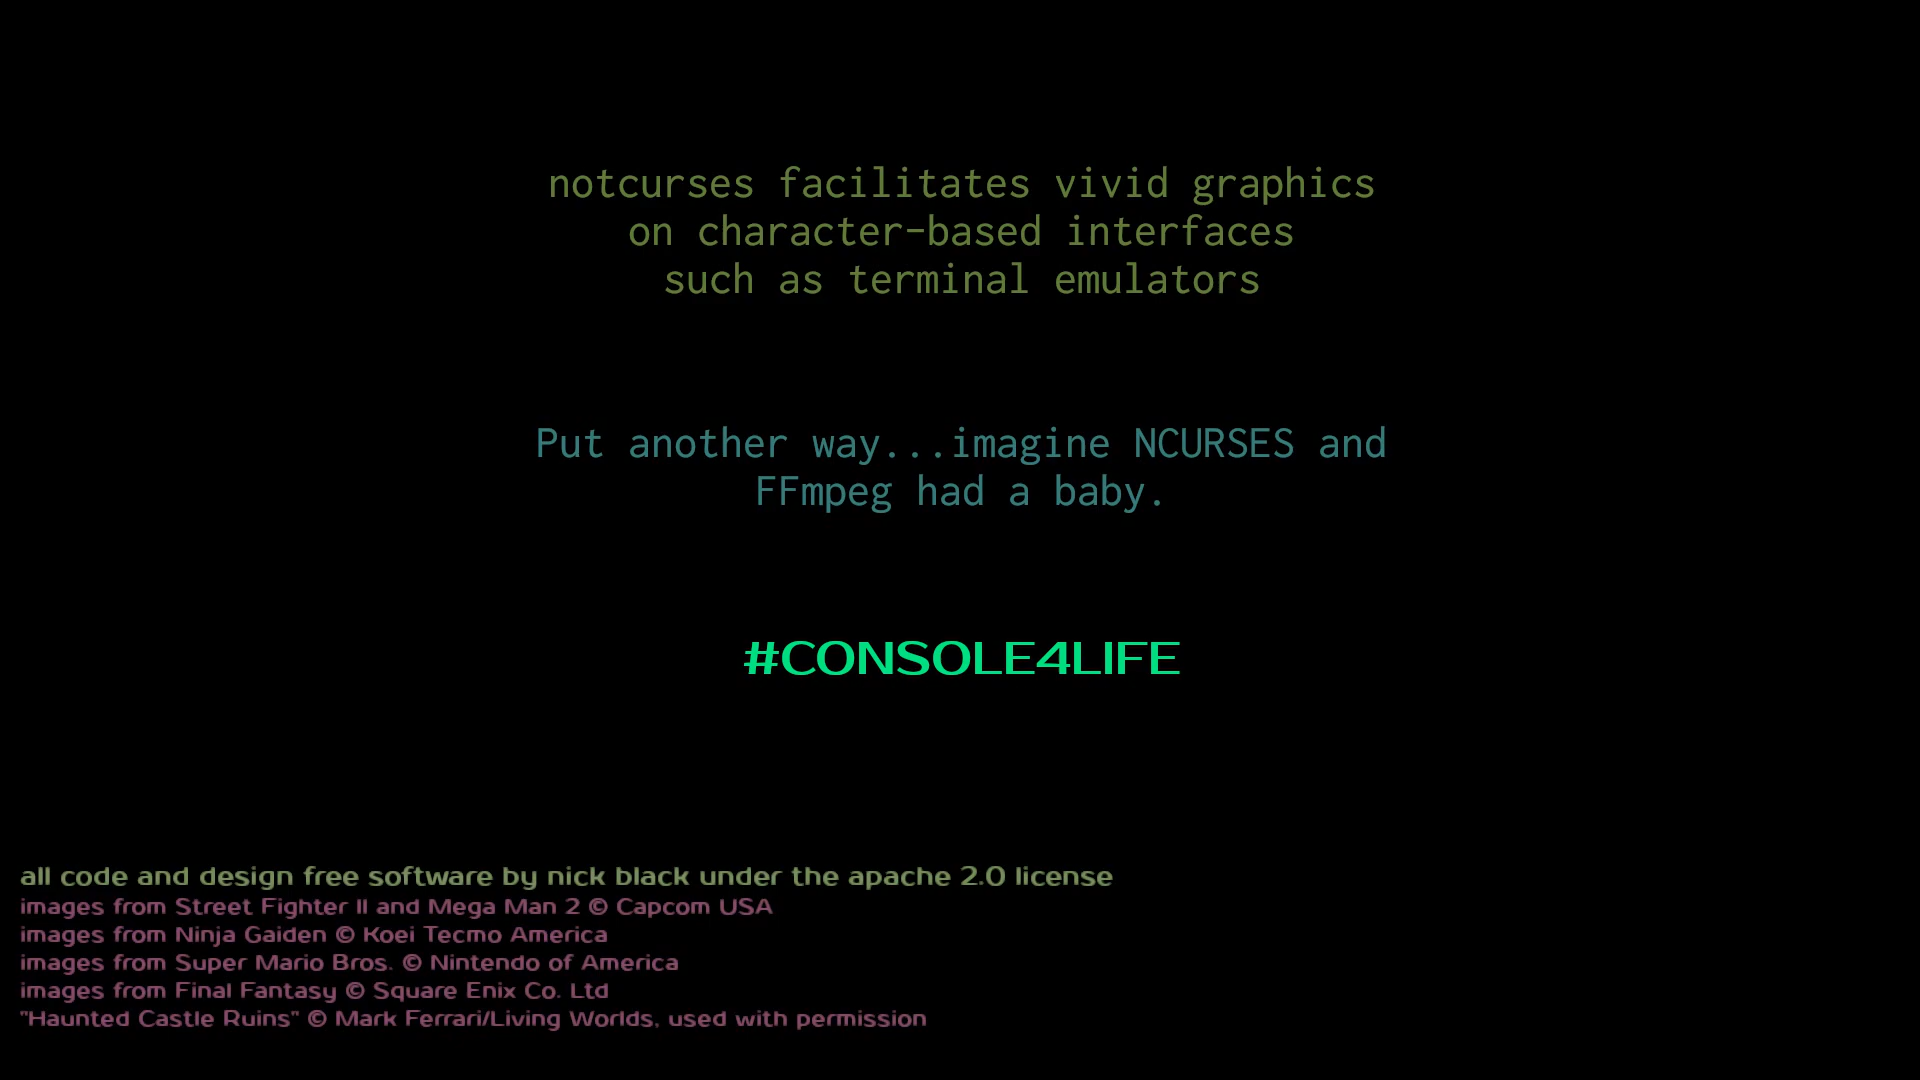 notcurses facilitates vivid graphics
on character-based interfaces
such as terminal emulators
Put another way...imagine NCURSES and
FFmpeg had a baby.
#CONSOLE4LIFE
all code and design free software by nick black under the apache 2.0 license
images from Street Fighter II and Mega Man 2 © Capcom USA
images from Ninja Gaiden © Koei Tecmo America
images from Super Mario Bros. © Nintendo of America
images from Final Fantasy © Square Enix Co. Ltd
"Haunted Castle Ruins" © Mark Ferrari/Living Worlds, used with permission